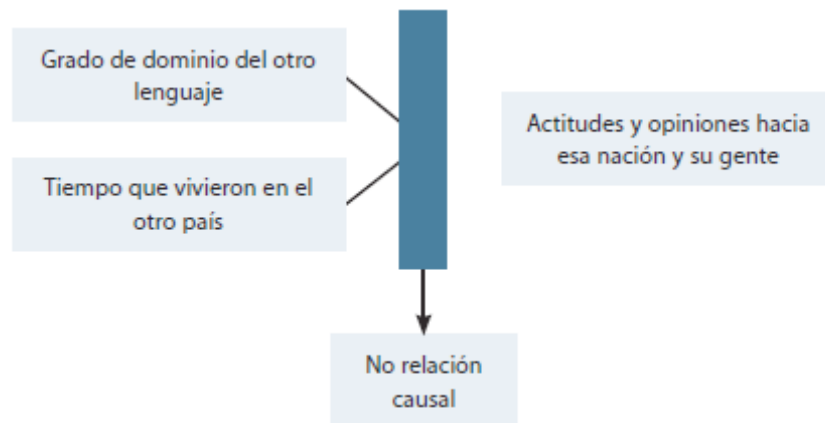 Grado de dominio del otro
lenguaje
Tiempo que vivieron en el
otro país
Actitudes y opiniones hacia
esa nación y su gente
No relación
causal